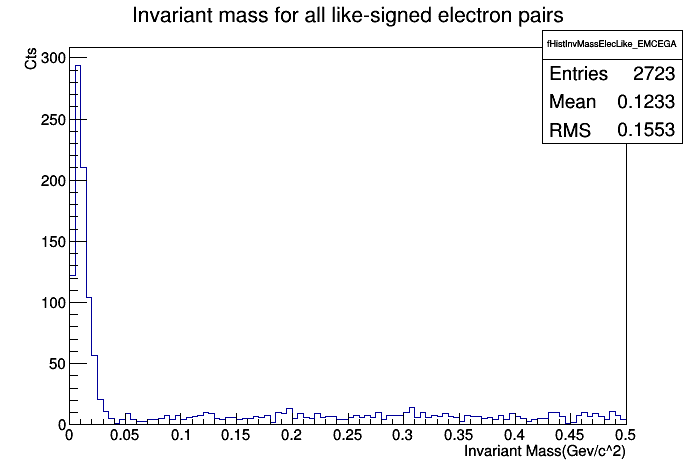 Invariant mass for all like-signed electron pairs
fHistInvMassElecLike_EMCEGA
Entries 2723
Mean 0.1233
RMS 0.1553
Cts
300
250
200
150
100
50
0
0 0.05 0.1 0.15 0.2 0.25 0.3 0.35 0.4 0.45 0.5
Invariant Mass(Gev/c^2)